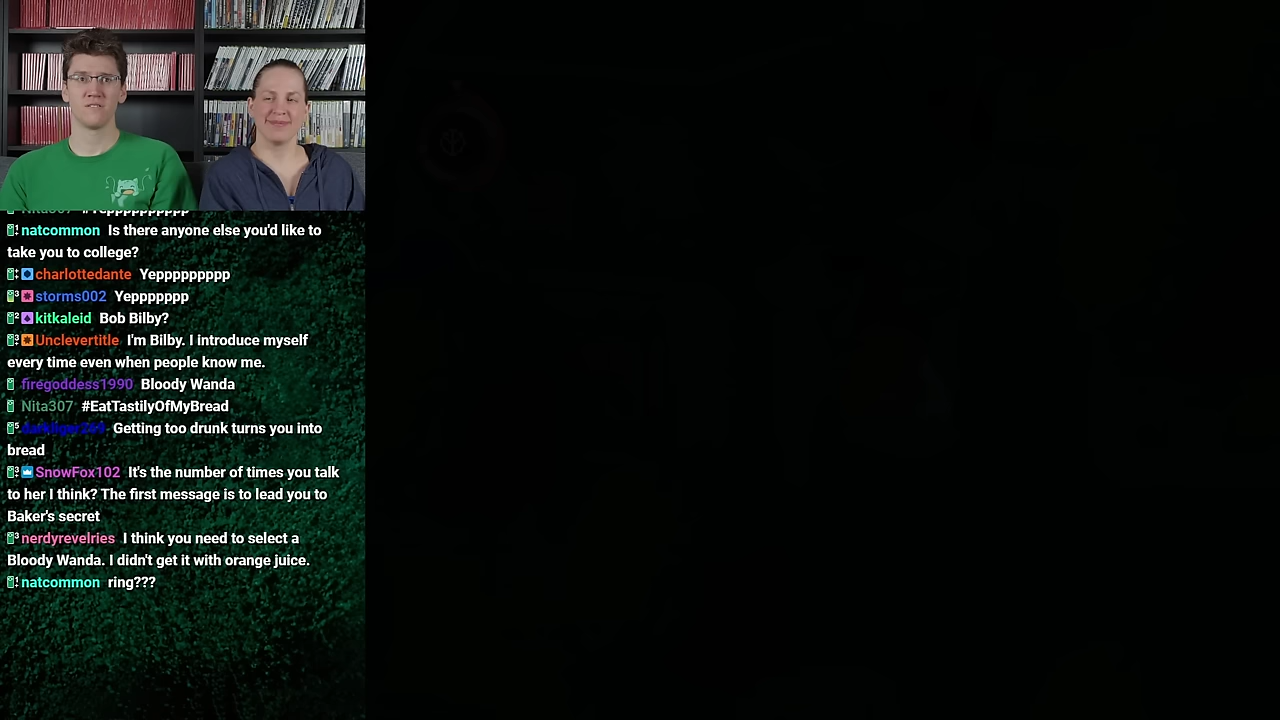 natcommon Is there anyone else you'd like to
take you to college?
charlottedante Yepppppppp
storms002 Yeppppppp
kitkaleid Bob Bilby?
Unclevertitle I'm Bilby. I introduce myself
every time even when people know me.
firegoddess1990 Bloody Wanda
Nita307 #EatTastilyOfMyBread
Getting too drunk turns you into
bread
SnowFox102 It's the number of times you talk
to her I think? The first message is to lead you to
Baker's secret
nerdyrevelries I think you need to select a
Bloody Wanda. I didn't get it with orange juice.
natcommon ring???